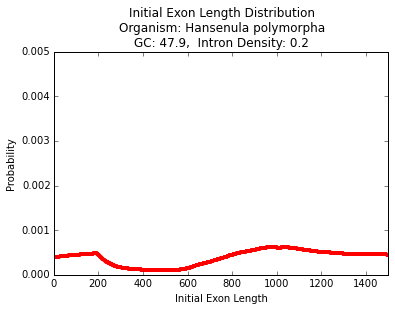 Initial Exon Length Distribution
Organism: Hansenula polymorpha
GC: 47.9,  Intron Density: 0.2
0.005
0.004
0.003
0.002
0.001
0.000
Probability
0 200 400 600 800 1000 1200 1400
Initial Exon Length